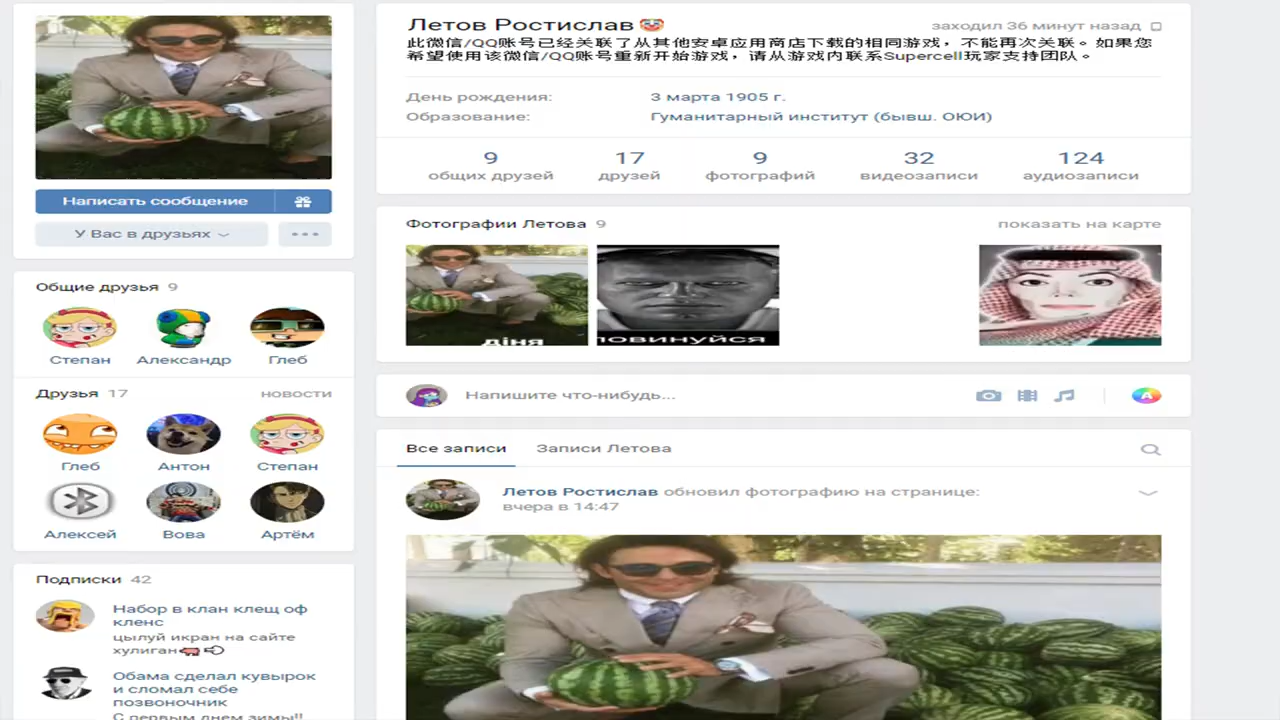 Написать сообщение
У Вас в друзьях
Общие друзья 9
Степан Александр Глеб
Друзья 17 новости
Глеб Антон Степан
Алексей Вова Артём
Подписки 42
Набор в клан клещ оф
кленс
цылуй икран на сайте
хулиган
Обама сделал кувырок
и сломал себе
позвоночник
С первым днем зимы!!
Летов Ростислав заходил 36 минут назад
此微信/QQ账号已经关联了从其他安卓应用商店下载的相同游戏，不能再次关联。如果您
希望使用该微信/QQ账号重新开始游戏，请从游戏内联系Supercell玩家支持团队。
День рождения: 3 марта 1905 г.
Образование: Гуманитарный институт (бывш. ОЮИ)
9 17 9 32 124
общих друзей друзей фотографий видеозаписи аудиозаписи
Фотографии Летова 9 показать на карте
діня повинуйся
Напишите что-нибудь...
Все записи Записи Летова
Летов Ростислав обновил фотографию на странице:
вчера в 14:47